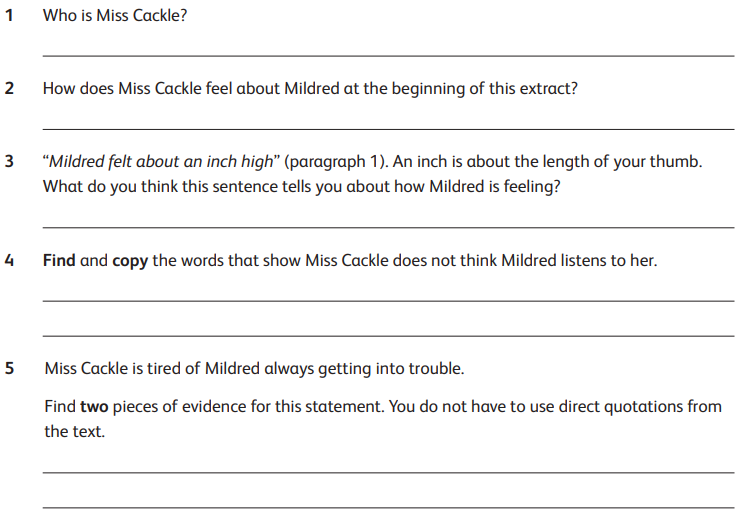 1 Who is Miss Cackle?
2 How does Miss Cackle feel about Mildred at the beginning of this extract?
3 “Mildred felt about an inch high” (paragraph 1). An inch is about the length of your thumb.
What do you think this sentence tells you about how Mildred is feeling?
4 Find and copy the words that show Miss Cackle does not think Mildred listens to her.
5 Miss Cackle is tired of Mildred always getting into trouble.
Find two pieces of evidence for this statement. You do not have to use direct quotations from
the text.